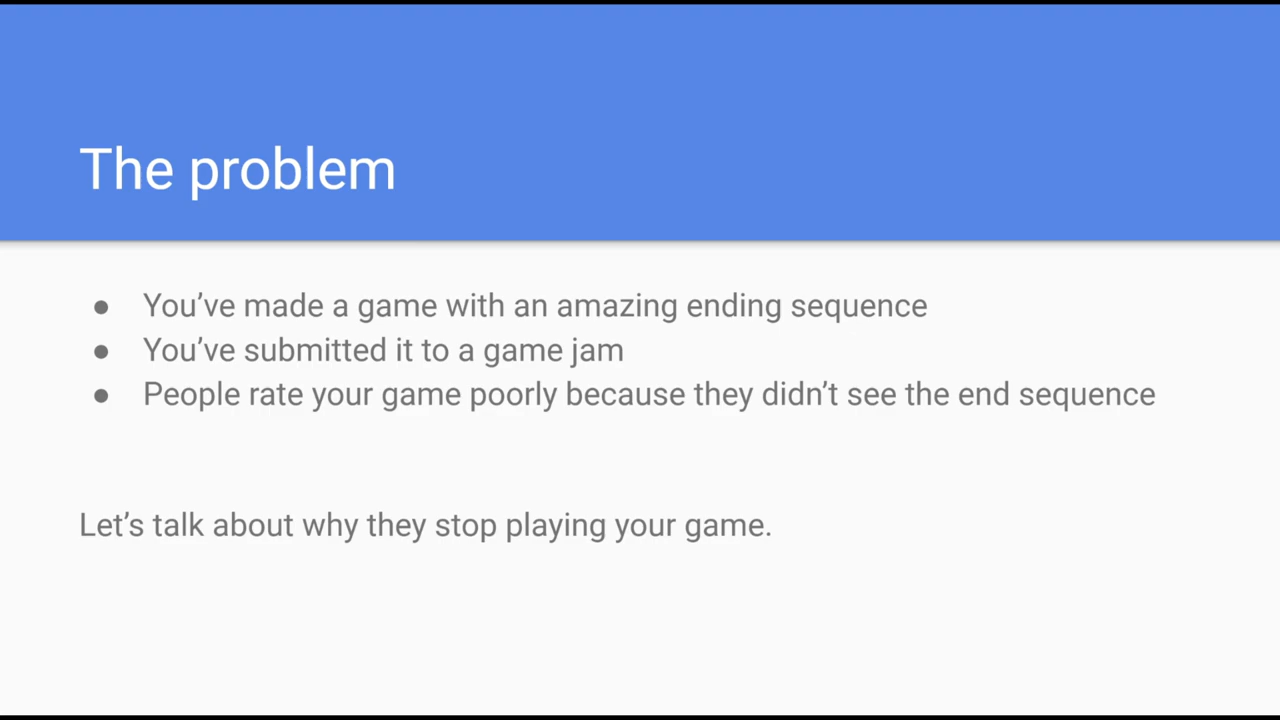 The problem
● You’ve made a game with an amazing ending sequence
● You’ve submitted it to a game jam
● People rate your game poorly because they didn’t see the end sequence
Let’s talk about why they stop playing your game.